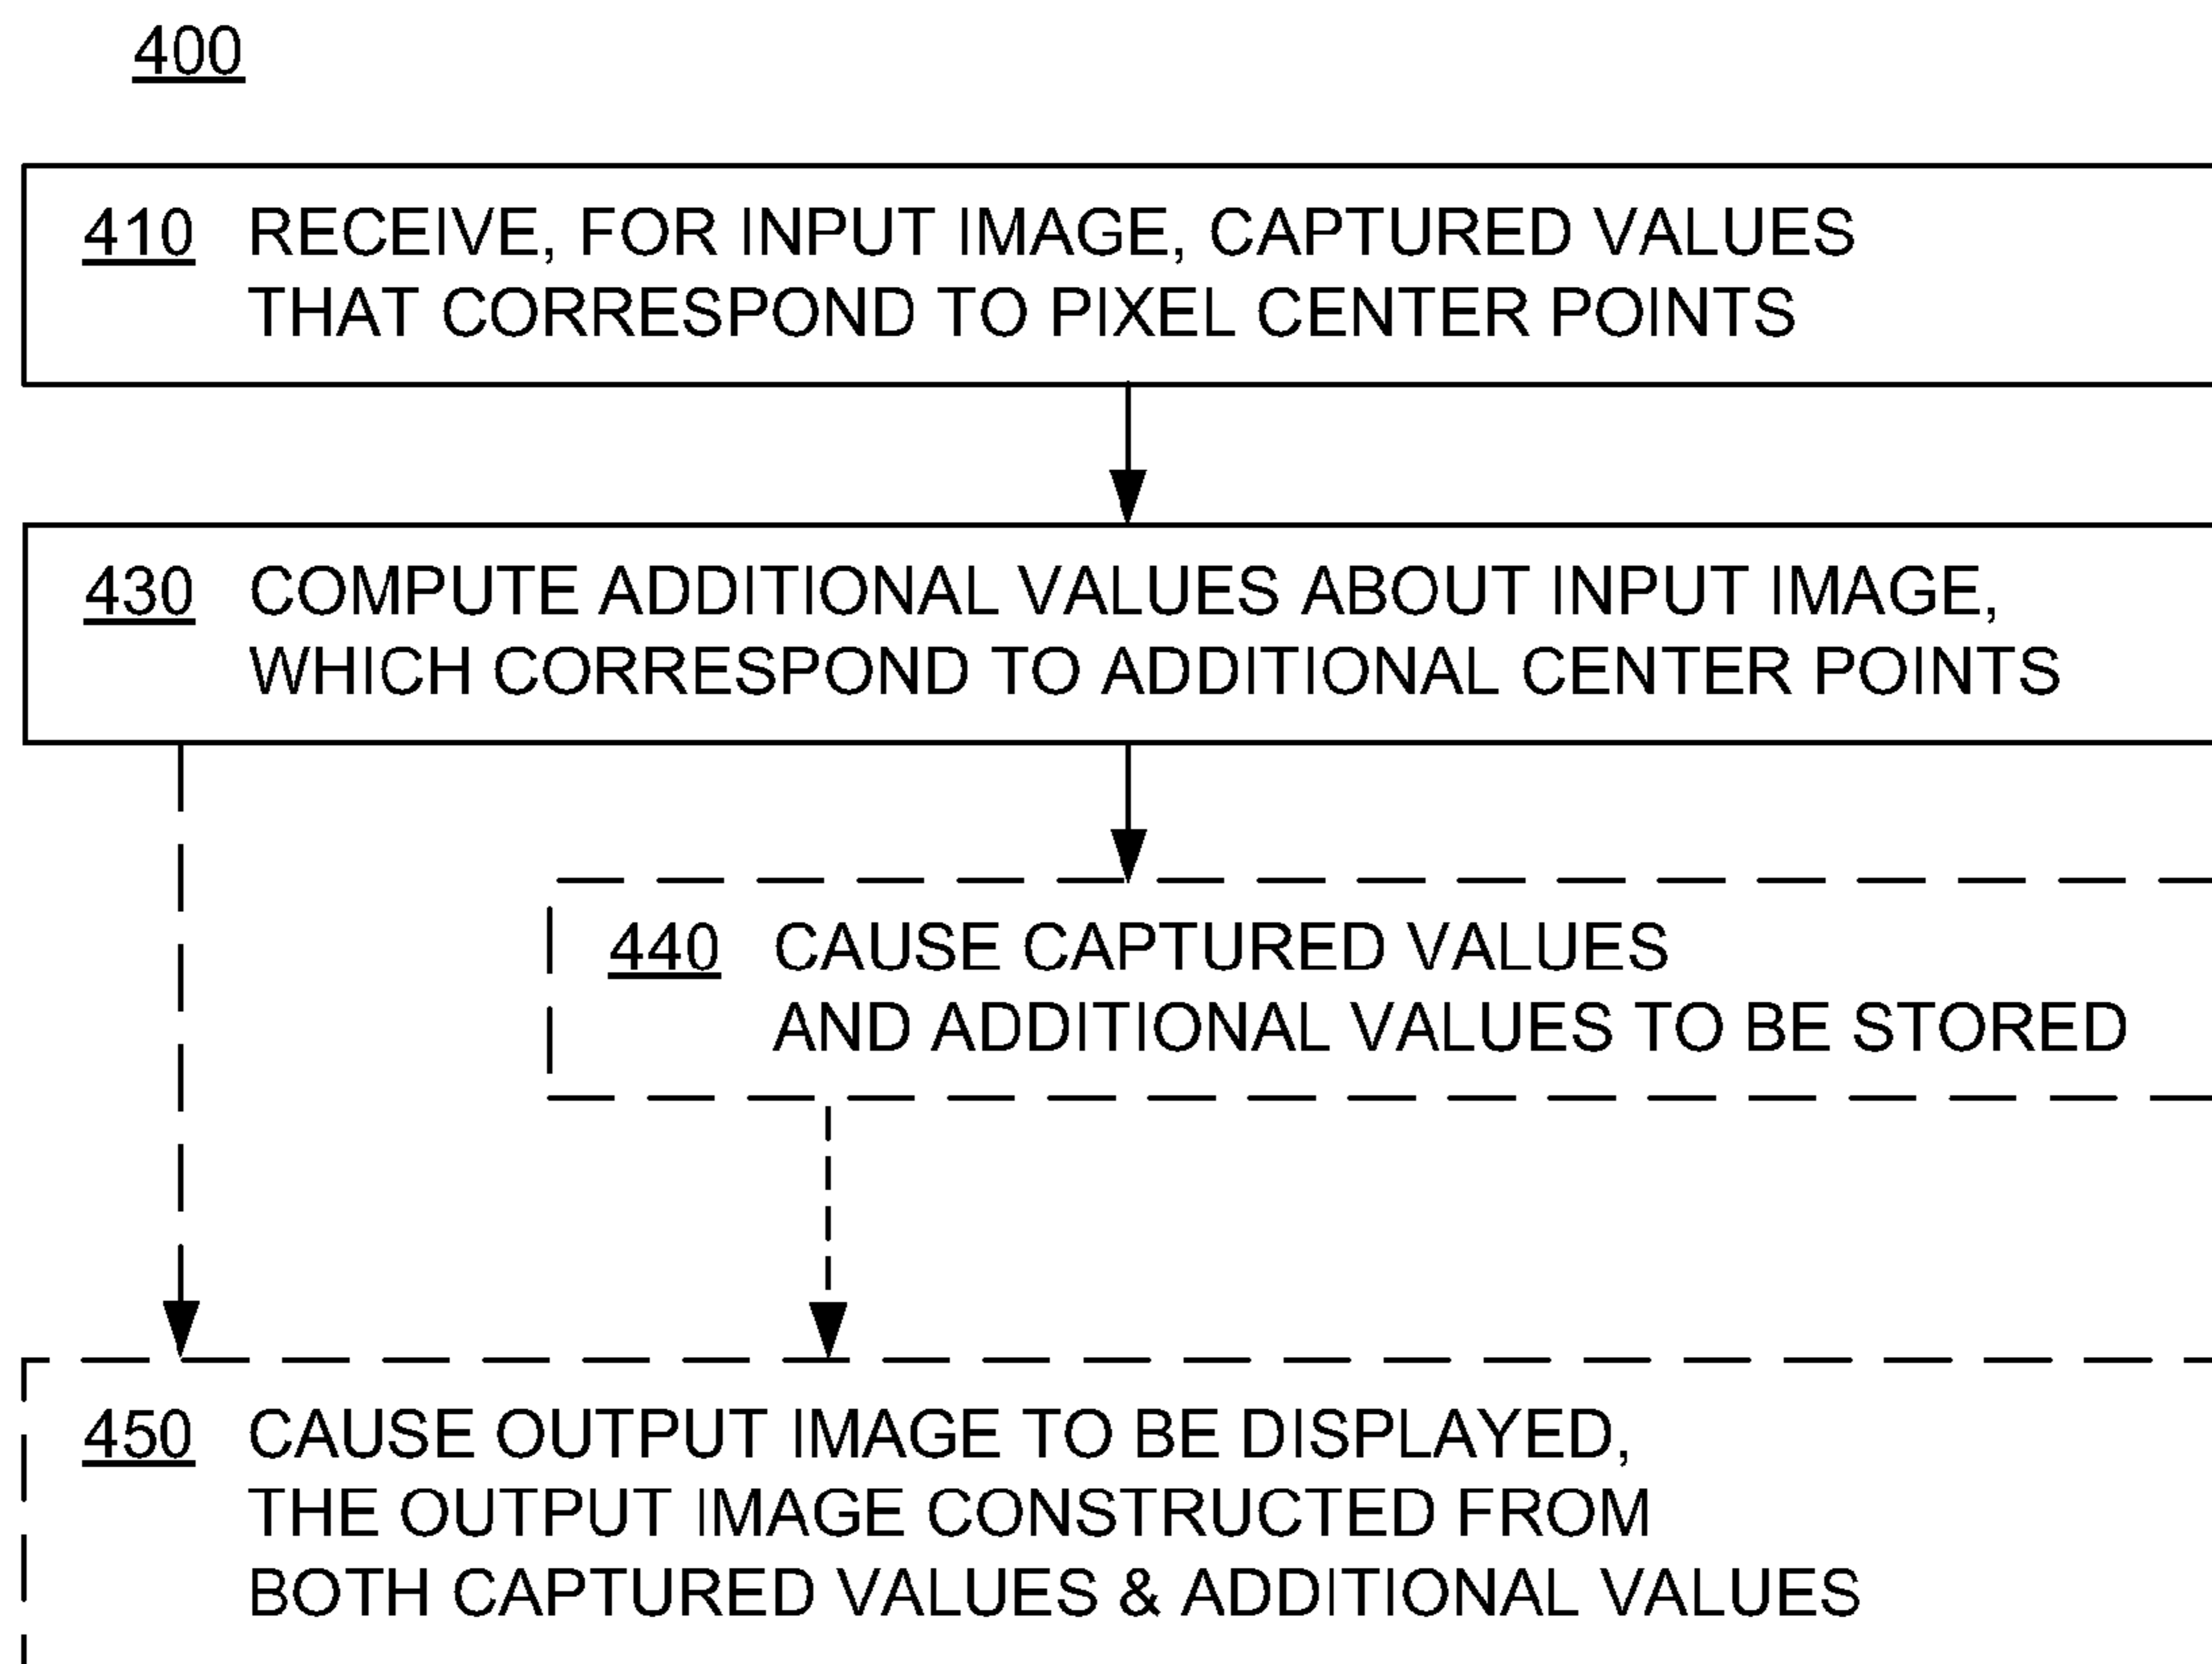 400
410 RECEIVE, FOR INPUT IMAGE, CAPTURED VALUES
THAT CORRESPOND TO PIXEL CENTER POINTS
430 COMPUTE ADDITIONAL VALUES ABOUT INPUT IMAGE,
WHICH CORRESPOND TO ADDITIONAL CENTER POINTS
440 CAUSE CAPTURED VALUES
AND ADDITIONAL VALUES TO BE STORED
450 CAUSE OUTPUT IMAGE TO BE DISPLAYED,
THE OUTPUT IMAGE CONSTRUCTED FROM
BOTH CAPTURED VALUES & ADDITIONAL VALUES